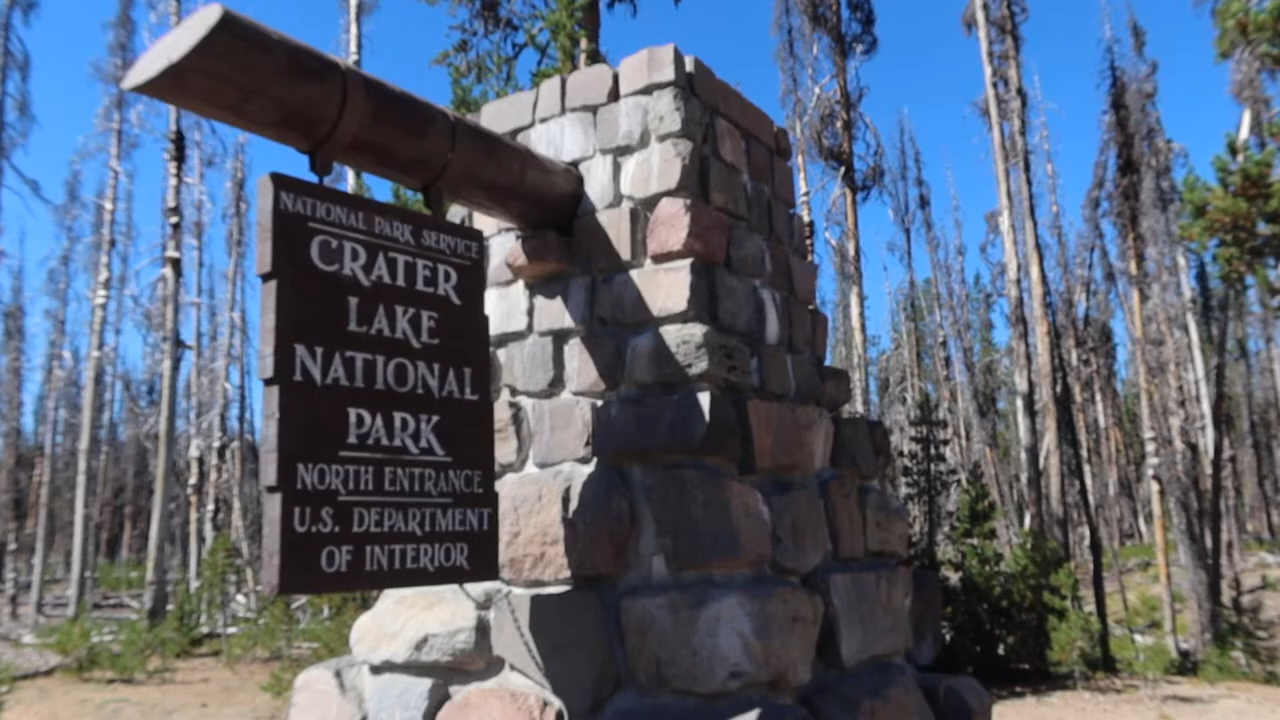 NATIONAL PARK SERVICE
CRATER
LAKE
NATIONAL
PARK
NORTH ENTRANCE
U.S. DEPARTMENT
OF INTERIOR